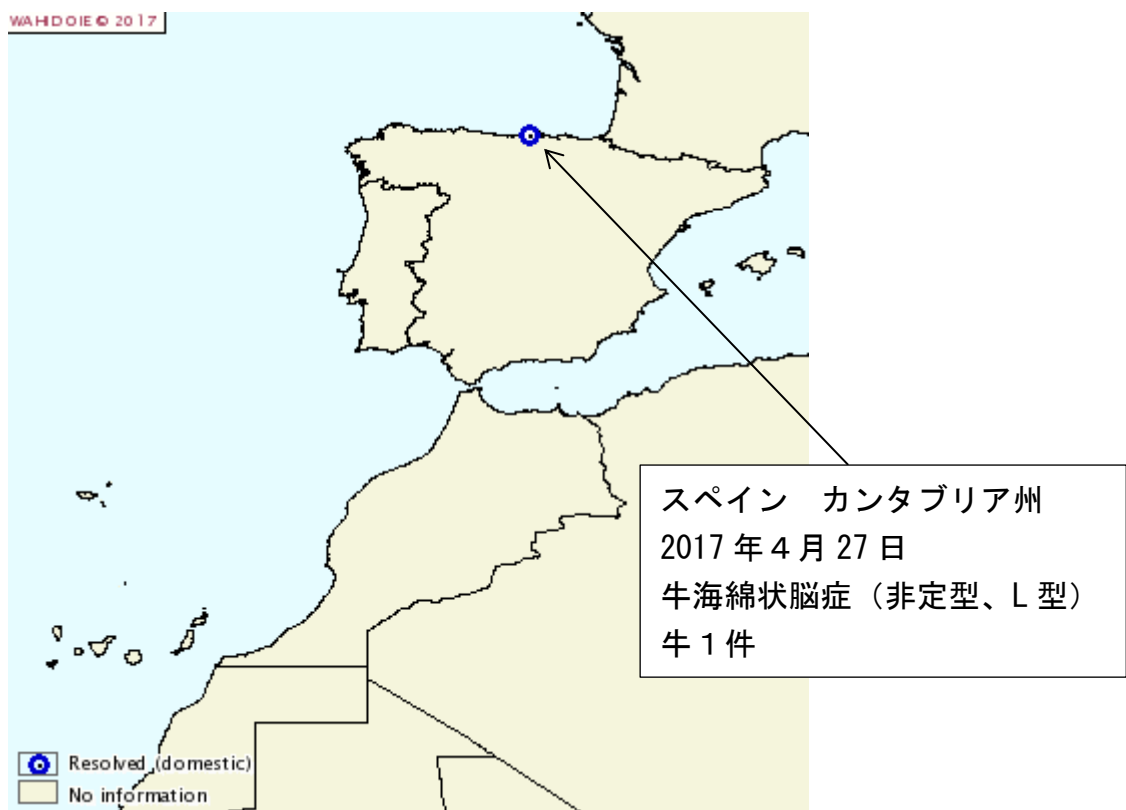 WAHIDOIE © 2017
スペイン　カンタブリア州
2017 年４月 27 日
牛海綿状脳症（非定型、L 型）
牛 1 件
Resolved (domestic)
No information